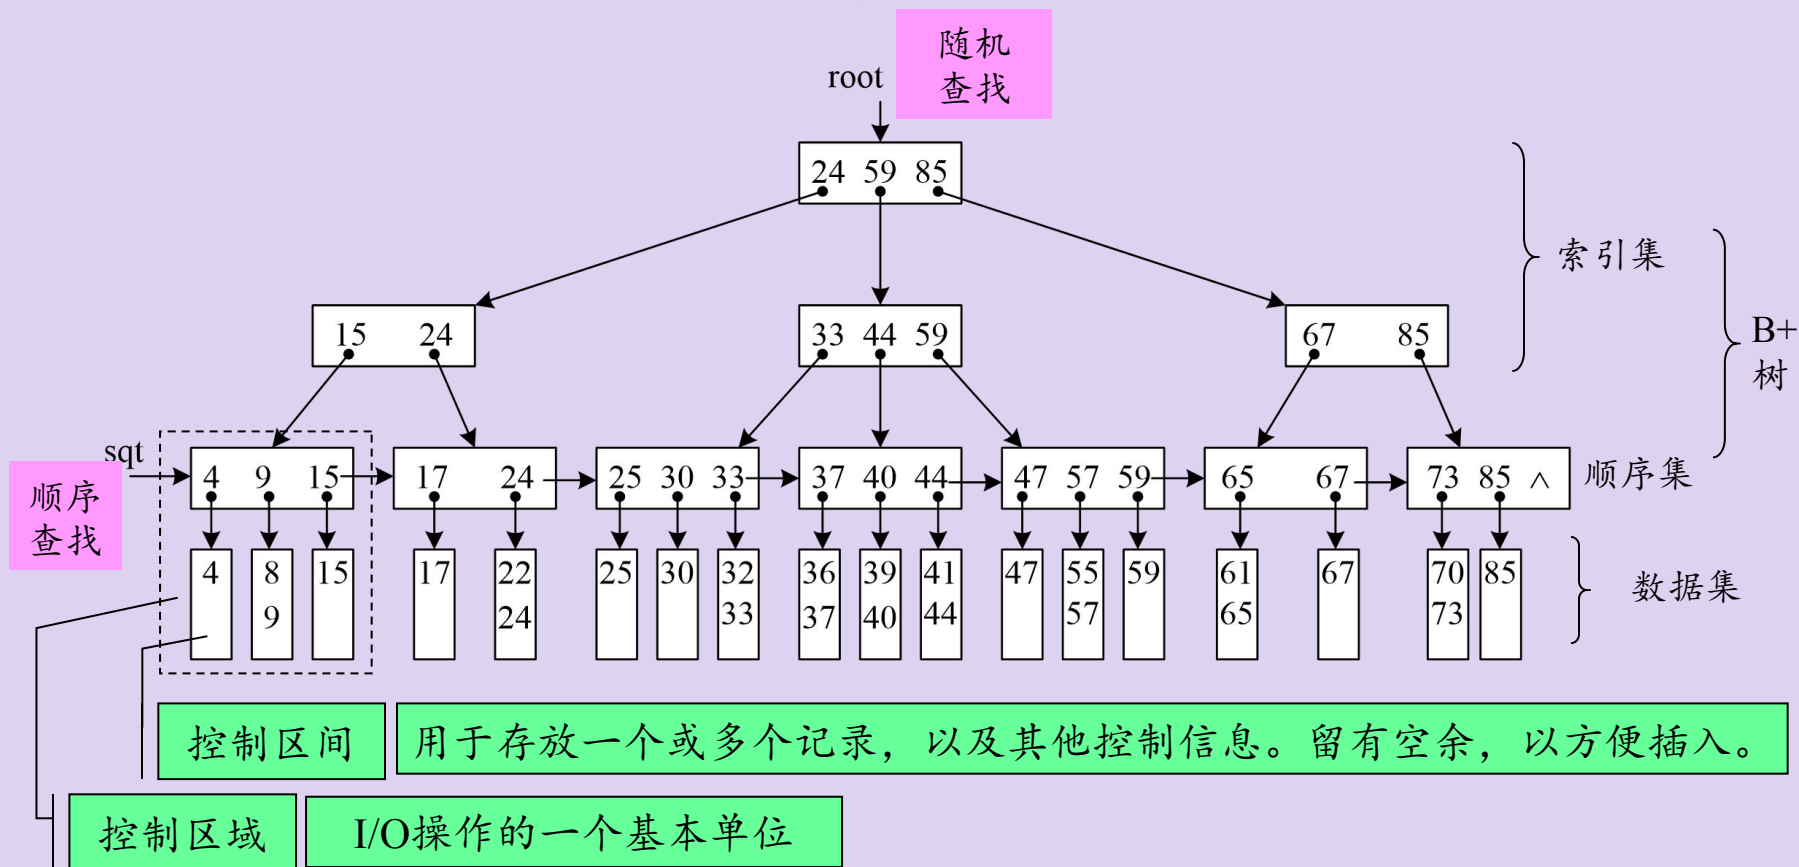 随机
查找
root
24 59 85
索引集
15 24
33 44 59
67 85
B+
树
sqt
顺序
查找
4 9 15
17 24
25 30 33
37 40 44
47 57 59
65 67
73 85 ∧
顺序集
4
8
9
15
17
22
24
25
30
32
33
36
37
39
40
41
44
47
55
57
59
61
65
67
70
73
85
数据集
控制区间
用于存放一个或多个记录，以及其他控制信息。留有空余，以方便插入。
控制区域
I/O操作的一个基本单位